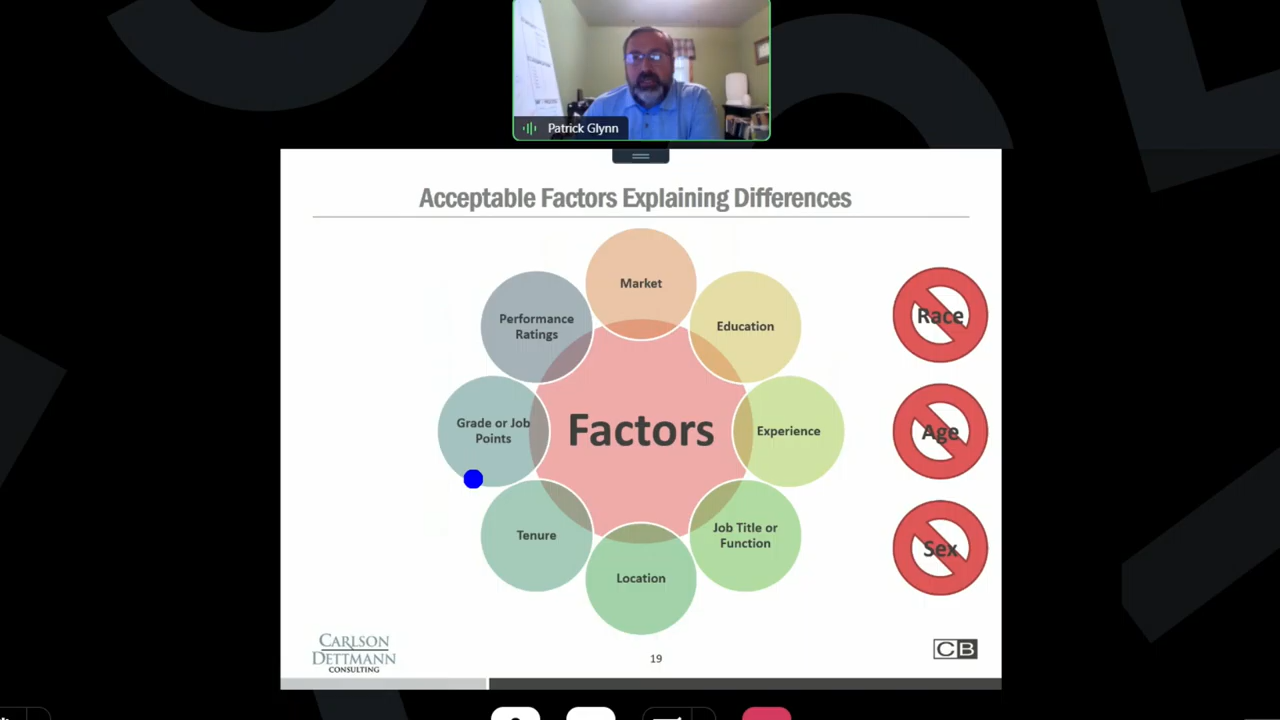 Patrick Glynn
Acceptable Factors Explaining Differences
Market
Performance
Ratings
Education
Race
Grade or Job
Points
Factors
Experience
Age
Tenure
Job Title or
Function
Sex
Location
CARLSON
DETTMANN
CONSULTING
19
CB